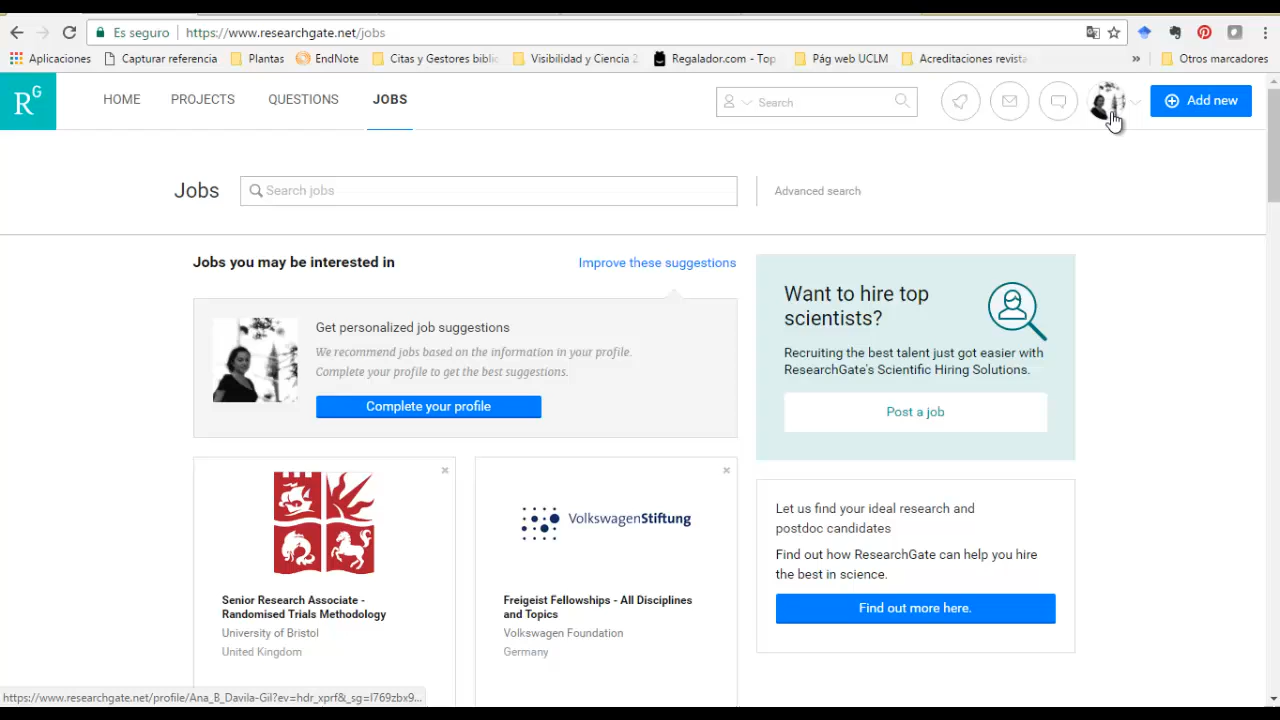 Es seguro https://www.researchgate.net/jobs
Aplicaciones Capturar referencia Plantas EndNote Citas y Gestores biblic Visibilidad y Ciencia 2 Regalador.com - Top Pág web UCLM Acreditaciones revista » Otros marcadores
RG HOME PROJECTS QUESTIONS JOBS Search Add new
Jobs Search jobs Advanced search
Jobs you may be interested in Improve these suggestions
Get personalized job suggestions
We recommend jobs based on the information in your profile.
Complete your profile to get the best suggestions.
Complete your profile
Want to hire top
scientists?
Recruiting the best talent just got easier with
ResearchGate's Scientific Hiring Solutions.
Post a job
Senior Research Associate -
Randomised Trials Methodology
University of Bristol
United Kingdom
VolkswagenStiftung
Freigeist Fellowships - All Disciplines
and Topics
Volkswagen Foundation
Germany
Let us find your ideal research and
postdoc candidates
Find out how ResearchGate can help you hire
the best in science.
Find out more here.
https://www.researchgate.net/profile/Ana_B_Davila-Gil?ev=hdr_xprf&_sg=I769zbx9...